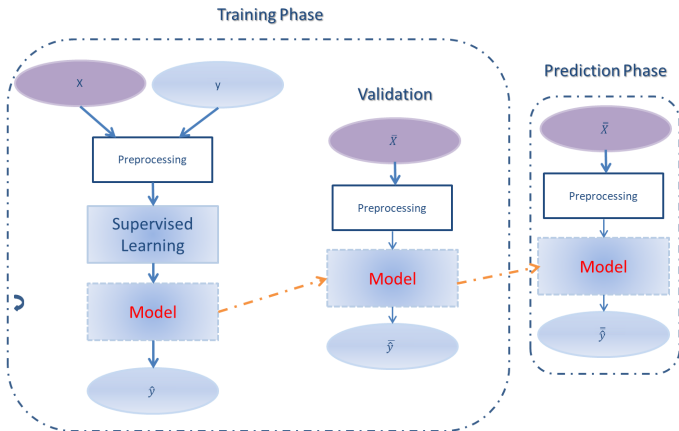 Training Phase
X
y
Preprocessing
Supervised
Learning
Model
ŷ
Validation
X̄
Preprocessing
Model
ỹ̂
Prediction Phase
X̿
Preprocessing
Model
ŷ̿